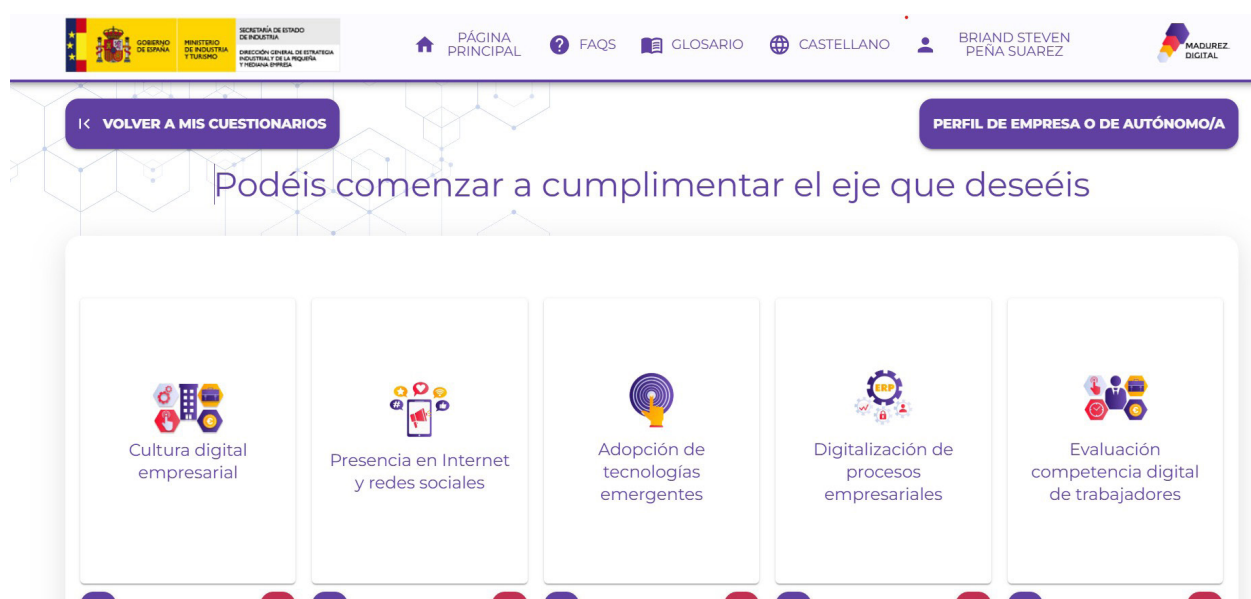 GOBIERNO
DE ESPAÑA
MINISTERIO
DE INDUSTRIA
Y TURISMO
SECRETARÍA DE ESTADO
DE INDUSTRIA
DIRECCIÓN GENERAL DE ESTRATEGIA
INDUSTRIAL Y DE LA PEQUEÑA
Y MEDIANA EMPRESA
PÁGINA
PRINCIPAL
FAQS
GLOSARIO
CASTELLANO
BRIAND STEVEN
PEÑA SUAREZ
MADUREZ
DIGITAL
VOLVER A MIS CUESTIONARIOS
PERFIL DE EMPRESA O DE AUTÓNOMO/A
Podéis comenzar a cumplimentar el eje que deseéis
Cultura digital
empresarial
Presencia en Internet
y redes sociales
Adopción de
tecnologías
emergentes
ERP
Digitalización de
procesos
empresariales
Evaluación
competencia digital
de trabajadores